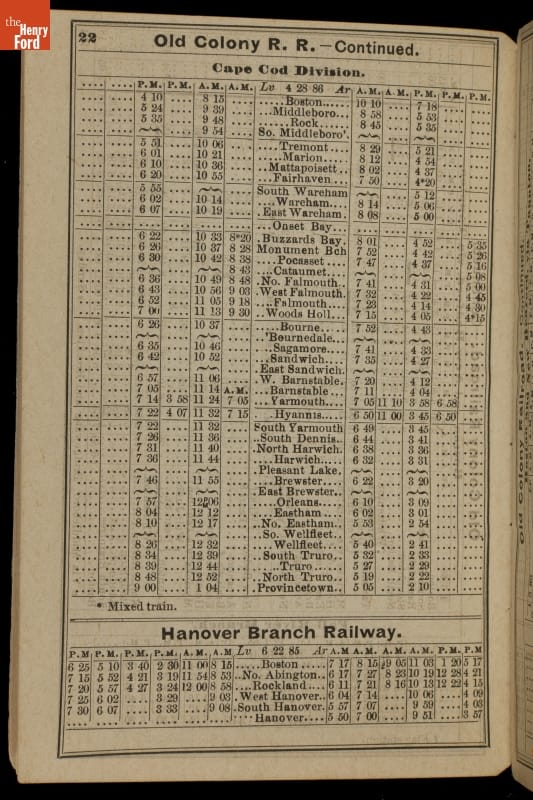 the
Henry
Ford
22
Old Colony R. R.—Continued.
Cape Cod Division.
P.M. P.M. A.M. A.M. Lv 4 28 86 Ar A.M. A.M. P.M. P.M. P.M.
4 10 8 15 Boston 10 10 7 18
5 24 9 39 Middleboro 8 58 5 53
5 35 9 48 Rock 8 45 5 35
9 54 So. Middleboro'.
5 51 10 06 Tremont 8 29 5 21
6 01 10 21 Marion 8 12 4 54
6 10 10 36 Mattapoisett 8 02 4 37
6 20 10 55 Fairhaven 7 50 4*20
5 55 South Wareham 5 12
6 02 10 14 Wareham 8 14 5 06
6 07 10 19 East Wareham 8 08 5 00
Onset Bay
6 22 10 33 8*20 Buzzards Bay. 8 01 4 52 5 35
6 26 10 37 8 28 Monument Bch 7 52 4 42 5 26
6 30 10 42 8 38 Pocasset 7 47 4 37 5 16
8 43 Cataumet 5 08
6 36 10 49 8 48 No. Falmouth 7 41 4 31 5 00
6 43 10 56 9 03 West Falmouth. 7 32 4 22 4 45
6 52 11 05 9 18 Falmouth 7 23 4 14 4 30
7 00 11 13 9 30 Woods Holl 7 15 4 05 4*15
6 26 10 37 Bourne 7 52 4 43
Bournedale
6 35 10 46 Sagamore 7 41 4 33
6 42 10 52 Sandwich 7 35 4 27
East Sandwich.
6 57 11 06 W. Barnstable. 7 20 4 12
7 05 11 14 A.M. Barnstable 7 11 4 04
7 14 3 58 11 24 7 05 Yarmouth 7 05 11 10 3 58 6 58
7 22 4 07 11 32 7 15 Hyannis 6 50 11 00 3 45 6 50
7 22 11 32 South Yarmouth 6 49 3 45
7 26 11 36 South Dennis 6 44 3 41
7 31 11 40 North Harwich. 6 38 3 36
7 36 11 44 Harwich 6 32 3 31
Pleasant Lake.
7 46 11 55 Brewster 6 22 3 20
East Brewster
7 57 12 06 Orleans 6 10 3 09
8 04 12 12 Eastham 6 02 3 01
8 10 12 17 No. Eastham 5 53 2 54
So. Wellfleet
8 26 12 32 Wellfleet 5 40 2 41
8 34 12 39 South Truro 5 32 2 33
8 39 12 44 Truro 5 27 2 29
8 48 12 52 North Truro 5 19 2 22
9 00 1 04 Provincetown 5 05 2 10
* Mixed train.
Hanover Branch Railway.
P.M P.M. P.M. P.M. A.M. A.M. Lv 6 22 85 Ar A.M A.M. A.M. A.M. P.M. P.M
6 25 5 10 3 40 2 30 11 00 8 15 Boston 7 17 8 15 9 05 11 03 1 20 5 17
7 15 5 52 4 21 3 19 11 54 8 53 No. Abington 6 17 7 27 8 23 10 19 12 28 4 21
7 20 5 57 4 27 3 24 12 00 8 58 Rockland 6 11 7 21 8 16 10 13 12 22 4 15
7 25 6 02 3 29 9 03 West Hanover 6 04 7 14 10 06 4 09
7 30 6 07 3 33 9 08 South Hanover. 5 57 7 07 9 59 4 03
Hanover 5 50 7 00 9 51 3 57